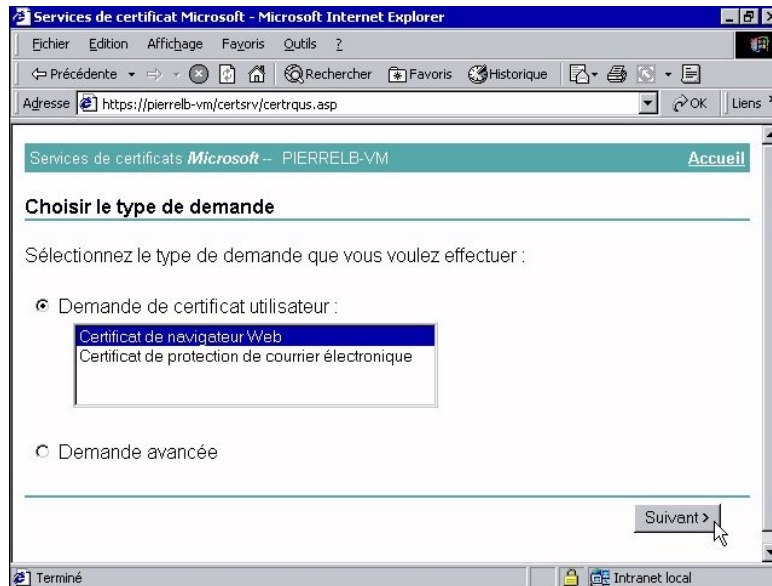 Services de certificat Microsoft - Microsoft Internet Explorer
Fichier Edition Affichage Favoris Outils ?
Précédente Rechercher Favoris Historique
Adresse https://pierrelb-vm/certsrv/certrqus.asp OK Liens
Services de certificats Microsoft -- PIERRELB-VM Accueil
Choisir le type de demande
Sélectionnez le type de demande que vous voulez effectuer :
Demande de certificat utilisateur :
Certificat de navigateur Web
Certificat de protection de courrier électronique
Demande avancée
Suivant >
Terminé Intranet local